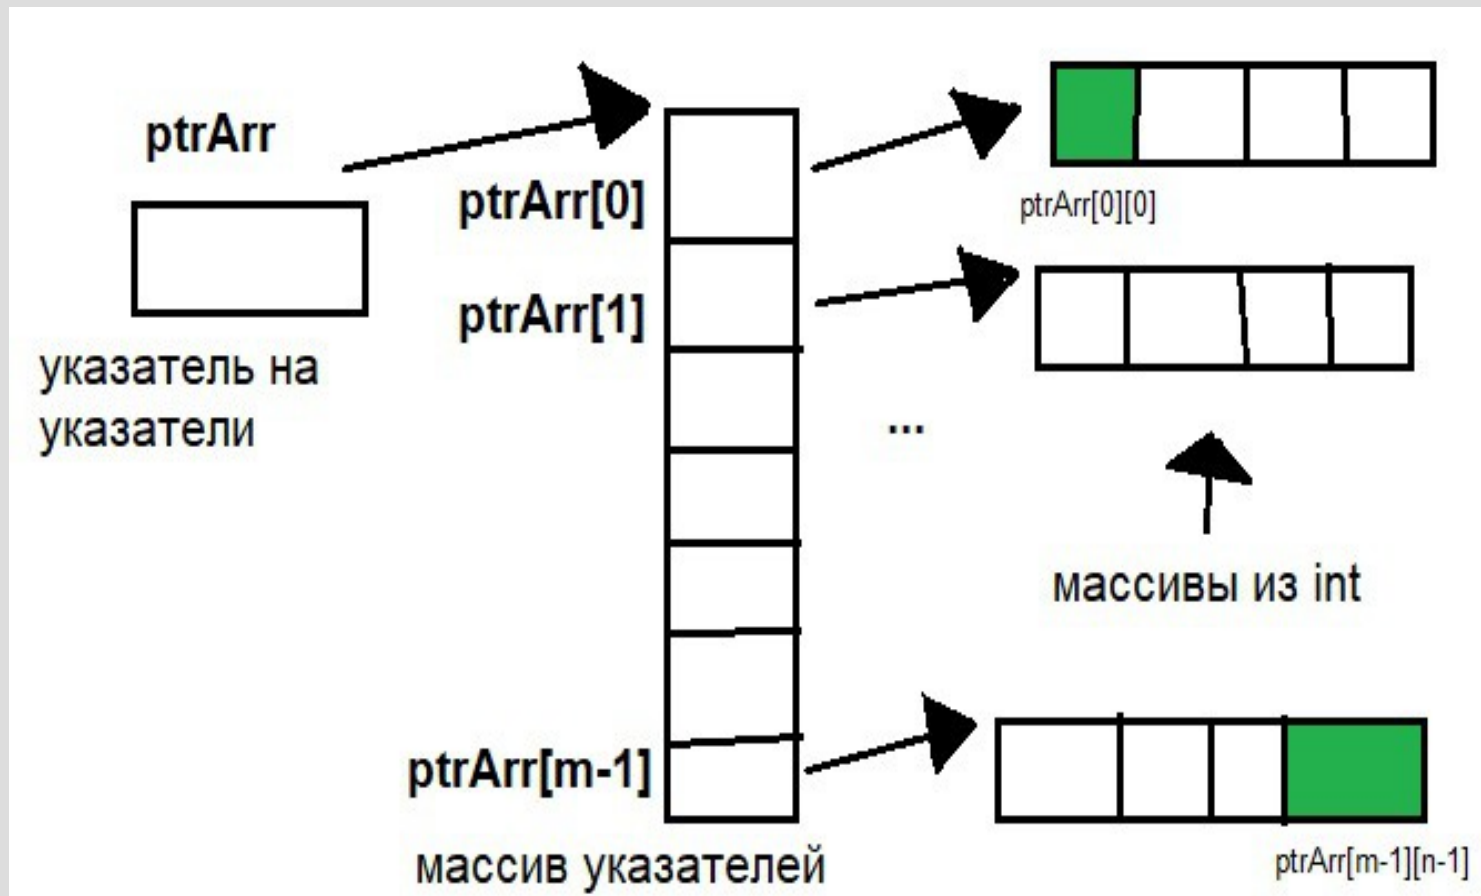 ptrArr
указатель на
указатели
ptrArr[0]
ptrArr[1]
ptrArr[m-1]
массив указателей
ptrArr[0][0]
...
массивы из int
ptrArr[m-1][n-1]